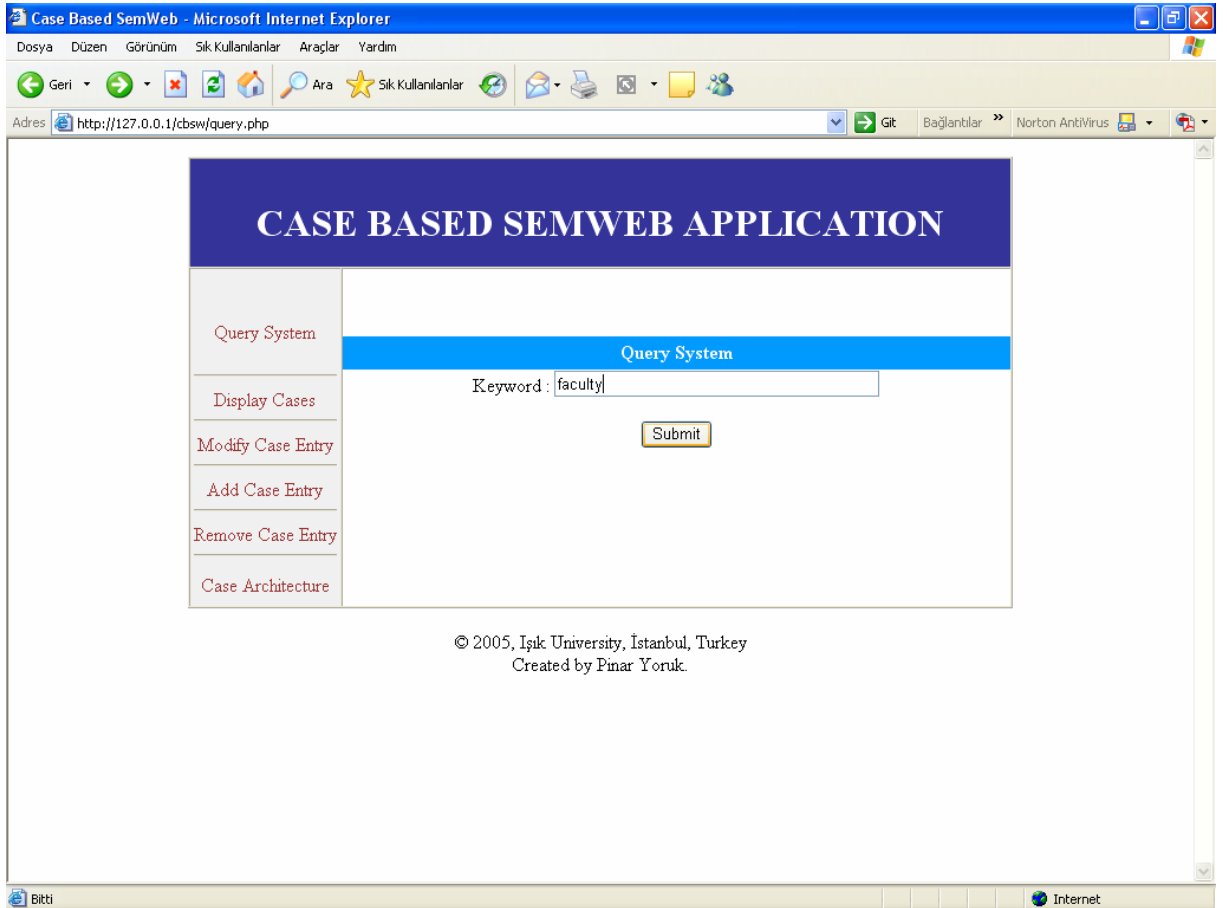 Case Based SemWeb - Microsoft Internet Explorer
Dosya Düzen Görünüm Sık Kullanılanlar Araçlar Yardım
Geri Ara Sık Kullanılanlar
Adres http://127.0.0.1/cbsw/query.php Git Bağlantılar » Norton AntiVirus
CASE BASED SEMWEB APPLICATION
Query System
Display Cases
Modify Case Entry
Add Case Entry
Remove Case Entry
Case Architecture
Query System
Keyword : faculty
Submit
© 2005, Işık University, İstanbul, Turkey
Created by Pinar Yoruk.
Bitti Internet